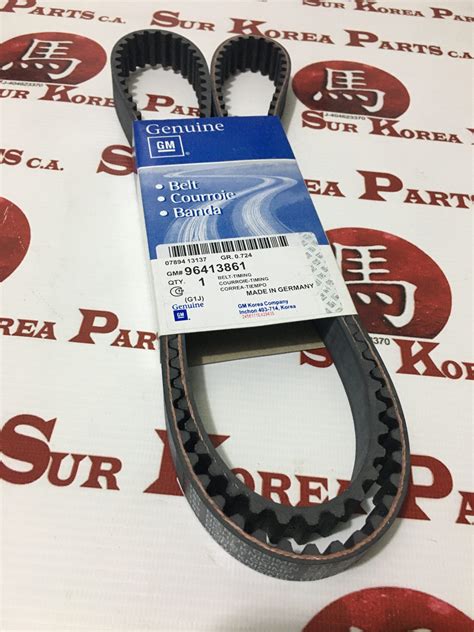 Sur Korea Parts c.a.
馬
J-404623370
馬
J-404623370
Sur Korea
Parts c.a.
Sur
Genuine
GM
• Belt
• Courroie
• Banda
07894 13137 GR. 0.724
GM# 96413861
QTY. 1
BELT-TIMING
COURROIE-TIMING
CORREA-TIEMPO
(G1J)
MADE IN GERMANY
GM
Genuine
GM Korea Company
Inchon 403-714, Korea
Korea Parts
Sur Korea Parts
Sur Korea Parts